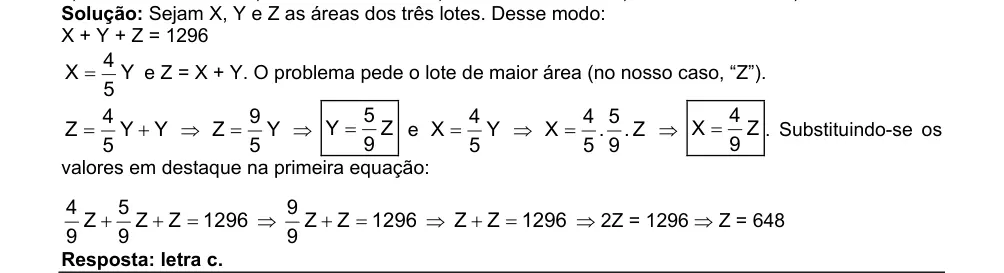 Solução: Sejam X, Y e Z as áreas dos três lotes. Desse modo:
X + Y + Z = 1296
X = 4/5 Y e Z = X + Y. O problema pede o lote de maior área (no nosso caso, “Z”).
Z = 4/5 Y + Y ⇒ Z = 9/5 Y ⇒ Y = 5/9 Z e X = 4/5 Y ⇒ X = 4/5 . 5/9 . Z ⇒ X = 4/9 Z. Substituindo-se os
valores em destaque na primeira equação:
4/9 Z + 5/9 Z + Z = 1296 ⇒ 9/9 Z + Z = 1296 ⇒ Z + Z = 1296 ⇒ 2Z = 1296 ⇒ Z = 648
Resposta: letra c.